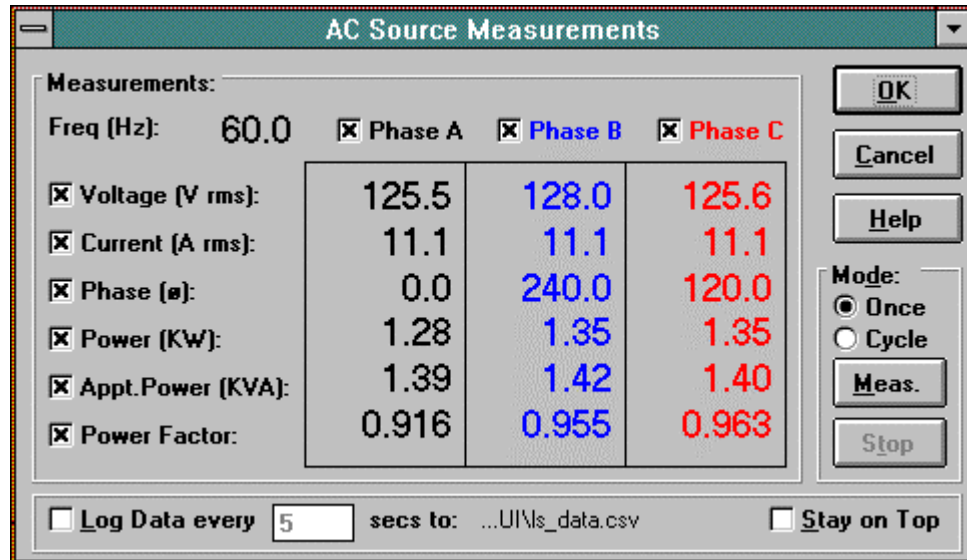 AC Source Measurements
Measurements:
Freq (Hz): 60.0 Phase A Phase B Phase C
Voltage (V rms): 125.5 128.0 125.6
Current (A rms): 11.1 11.1 11.1
Phase (ø): 0.0 240.0 120.0
Power (KW): 1.28 1.35 1.35
Appt.Power (KVA): 1.39 1.42 1.40
Power Factor: 0.916 0.955 0.963
OK
Cancel
Help
Mode:
Once
Cycle
Meas.
Stop
Log Data every 5 secs to: ...UI\ls_data.csv Stay on Top